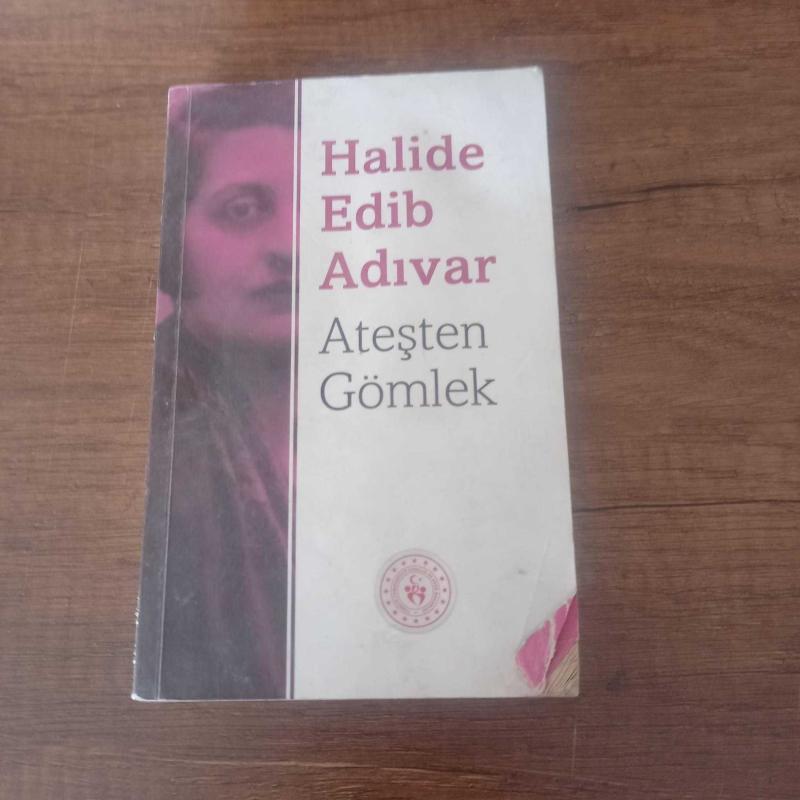 Halide
Edib
Adıvar
Ateşten
Gömlek